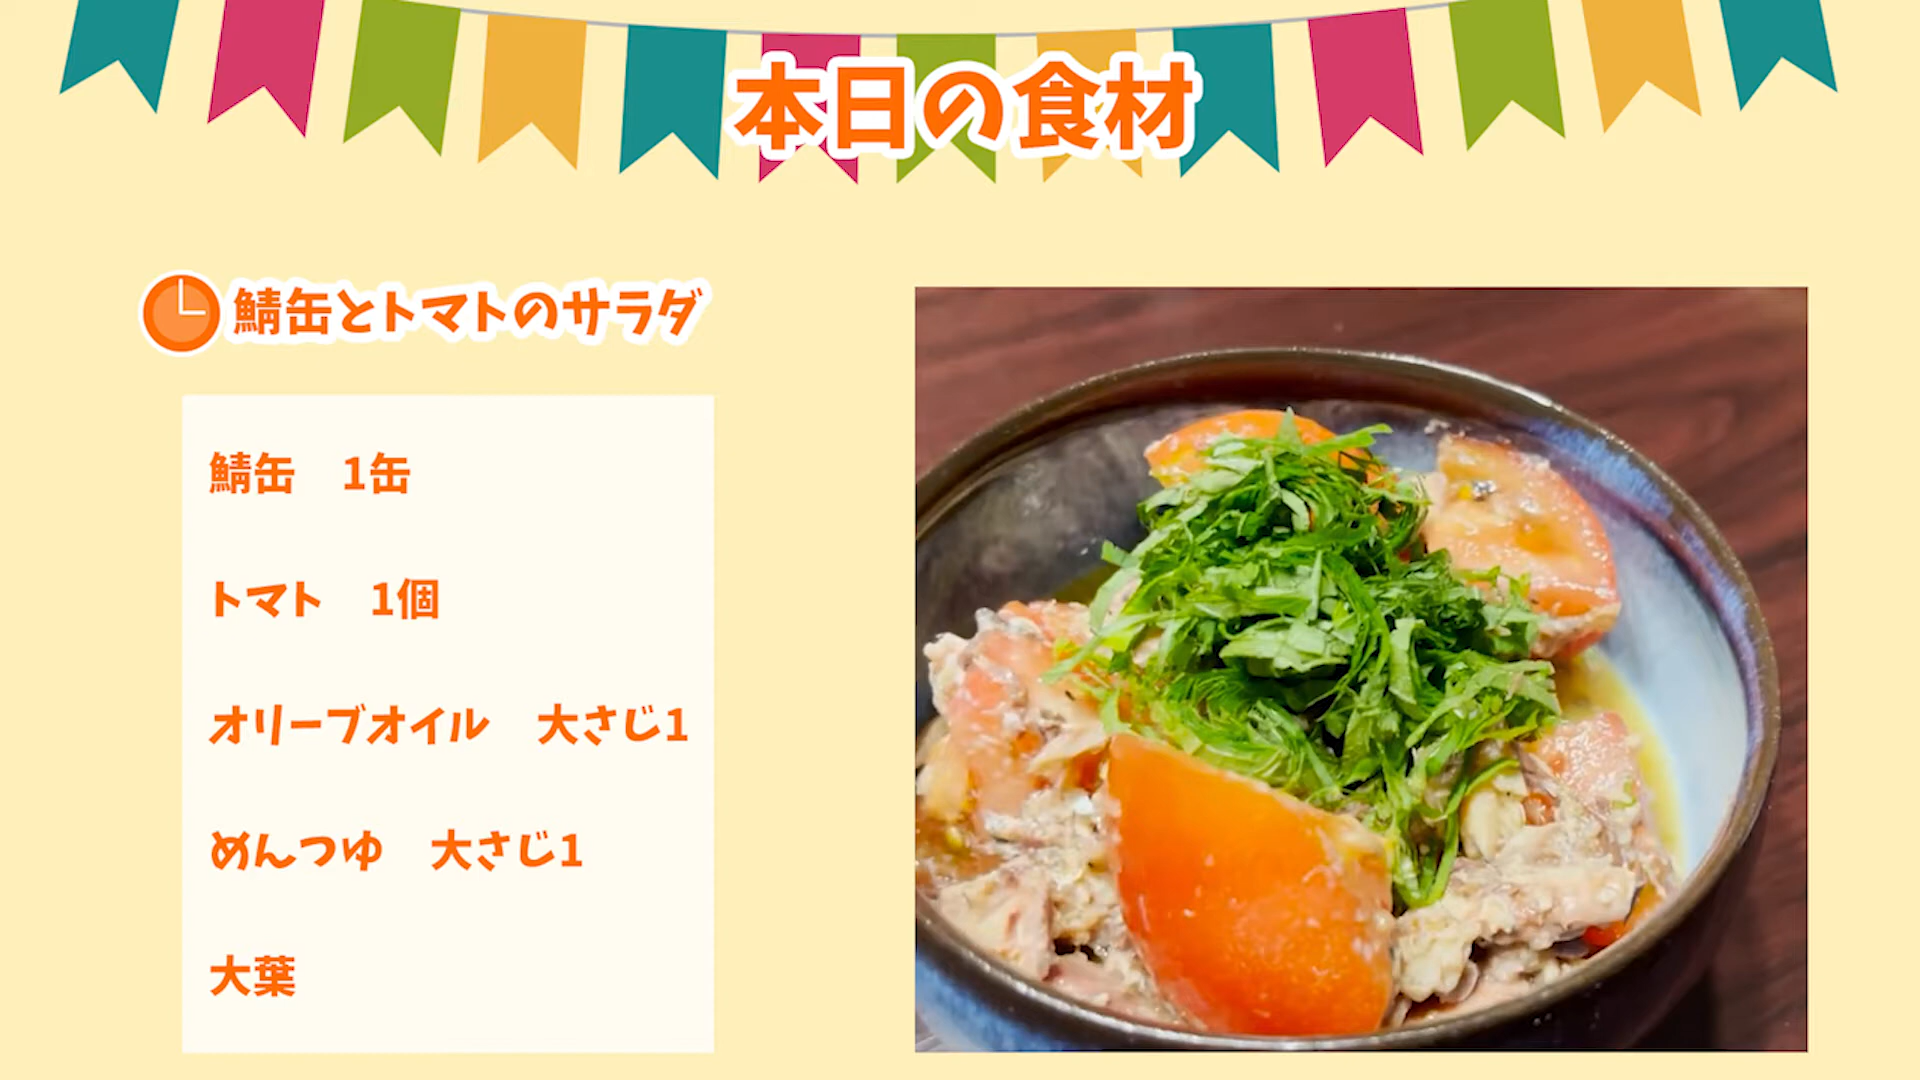 本日の食材
鯖缶とトマトのサラダ
鯖缶　1缶
トマト　1個
オリーブオイル　大さじ1
めんつゆ　大さじ1
大葉